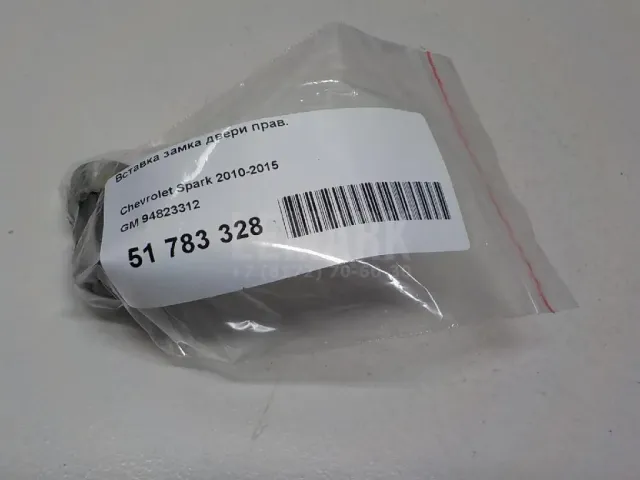 Вставка замка двери прав.
Chevrolet Spark 2010-2015
GM 94823312
51 783 328